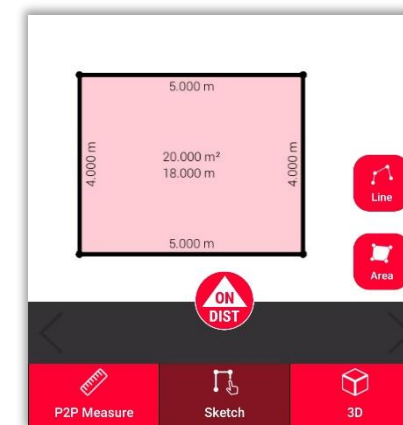 5.000 m
4.000 m
20.000 m²
18.000 m
4.000 m
5.000 m
Line
Area
ON
DIST
P2P Measure
Sketch
3D